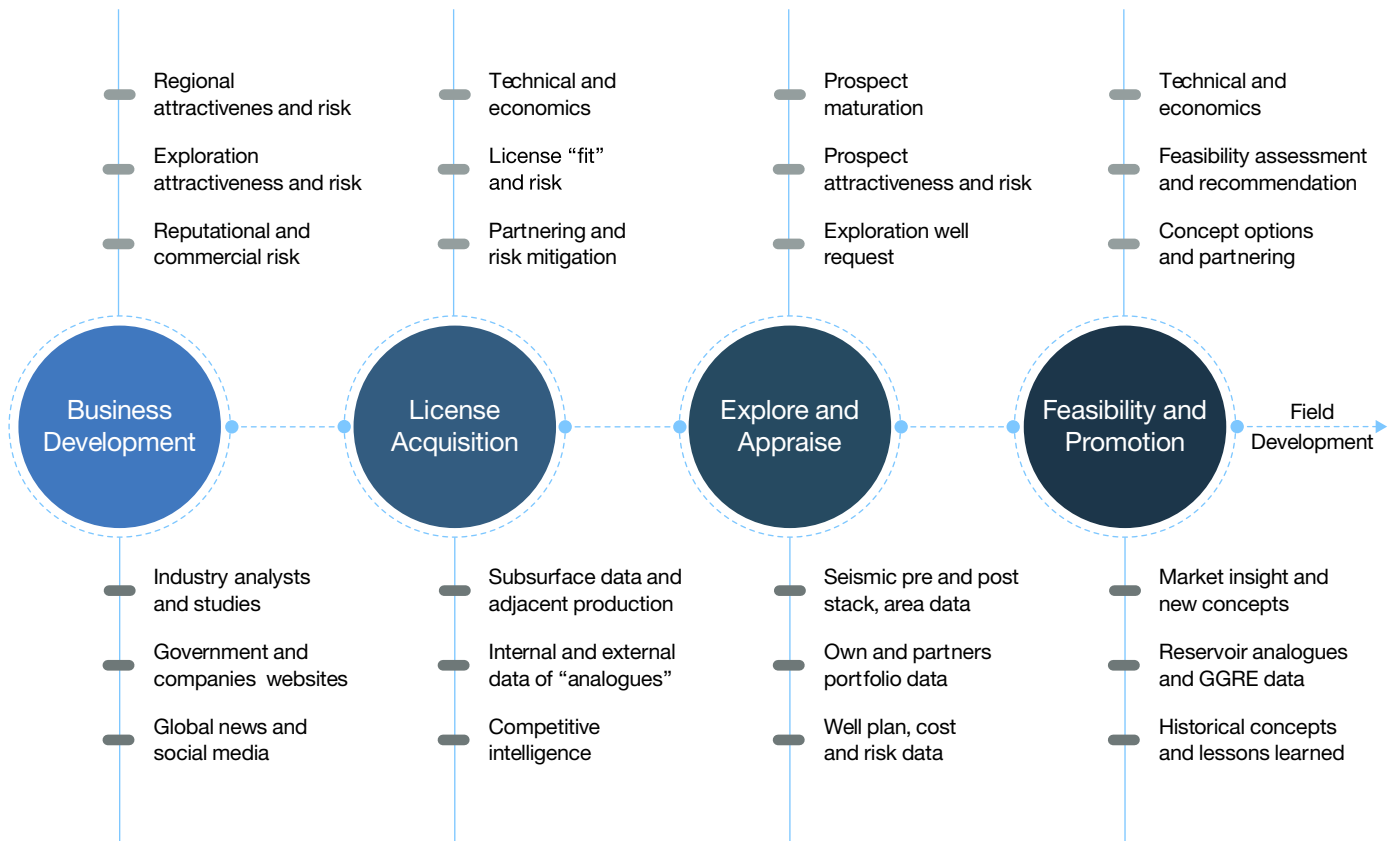 Regional
attractivenes and risk
Exploration
attractiveness and risk
Reputational and
commercial risk
Technical and
economics
License “fit”
and risk
Partnering and
risk mitigation
Prospect
maturation
Prospect
attractiveness and risk
Exploration well
request
Technical and
economics
Feasibility assessment
and recommendation
Concept options
and partnering
Business
Development
License
Acquisition
Explore and
Appraise
Feasibility and
Promotion
Field
Development
Industry analysts
and studies
Government and
companies websites
Global news and
social media
Subsurface data and
adjacent production
Internal and external
data of “analogues”
Competitive
intelligence
Seismic pre and post
stack, area data
Own and partners
portfolio data
Well plan, cost
and risk data
Market insight and
new concepts
Reservoir analogues
and GGRE data
Historical concepts
and lessons learned